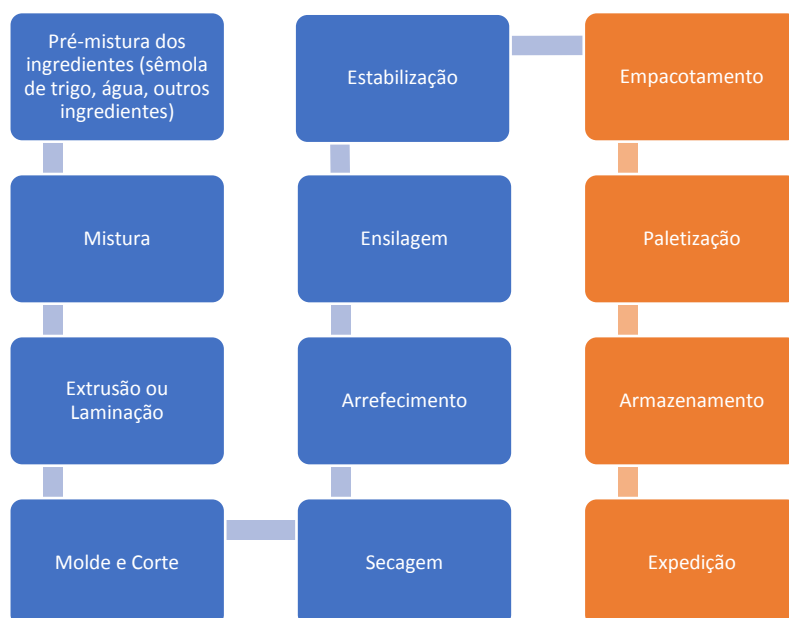 Pré-mistura dos
ingredientes (sêmola
de trigo, água, outros
ingredientes)
Mistura
Extrusão ou
Laminação
Molde e Corte
Secagem
Arrefecimento
Ensilagem
Estabilização
Empacotamento
Paletização
Armazenamento
Expedição